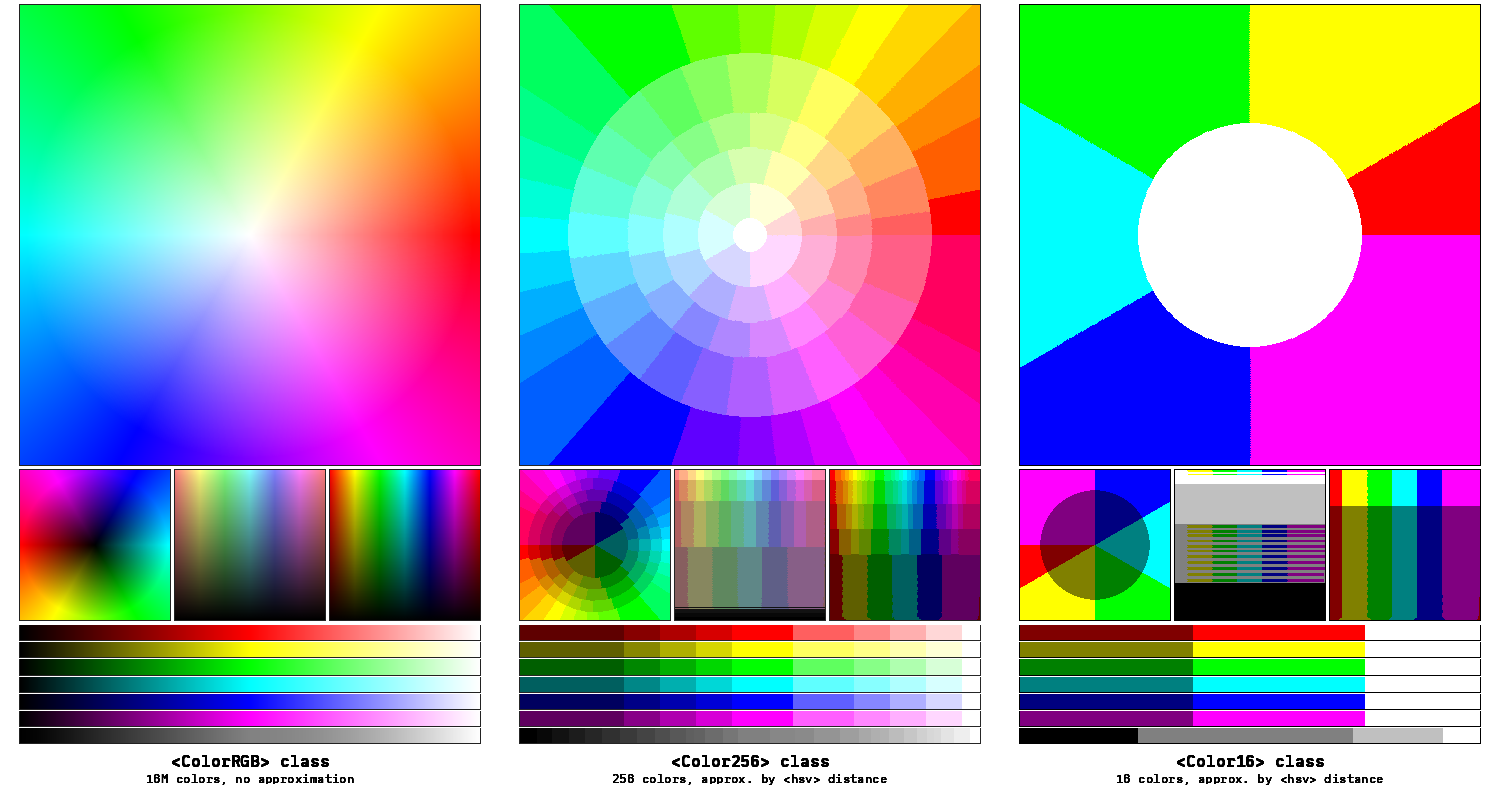 <ColorRGB> class
16M colors, no approximation
<Color256> class
256 colors, approx. by <hsv> distance
<Color16> class
16 colors, approx. by <hsv> distance